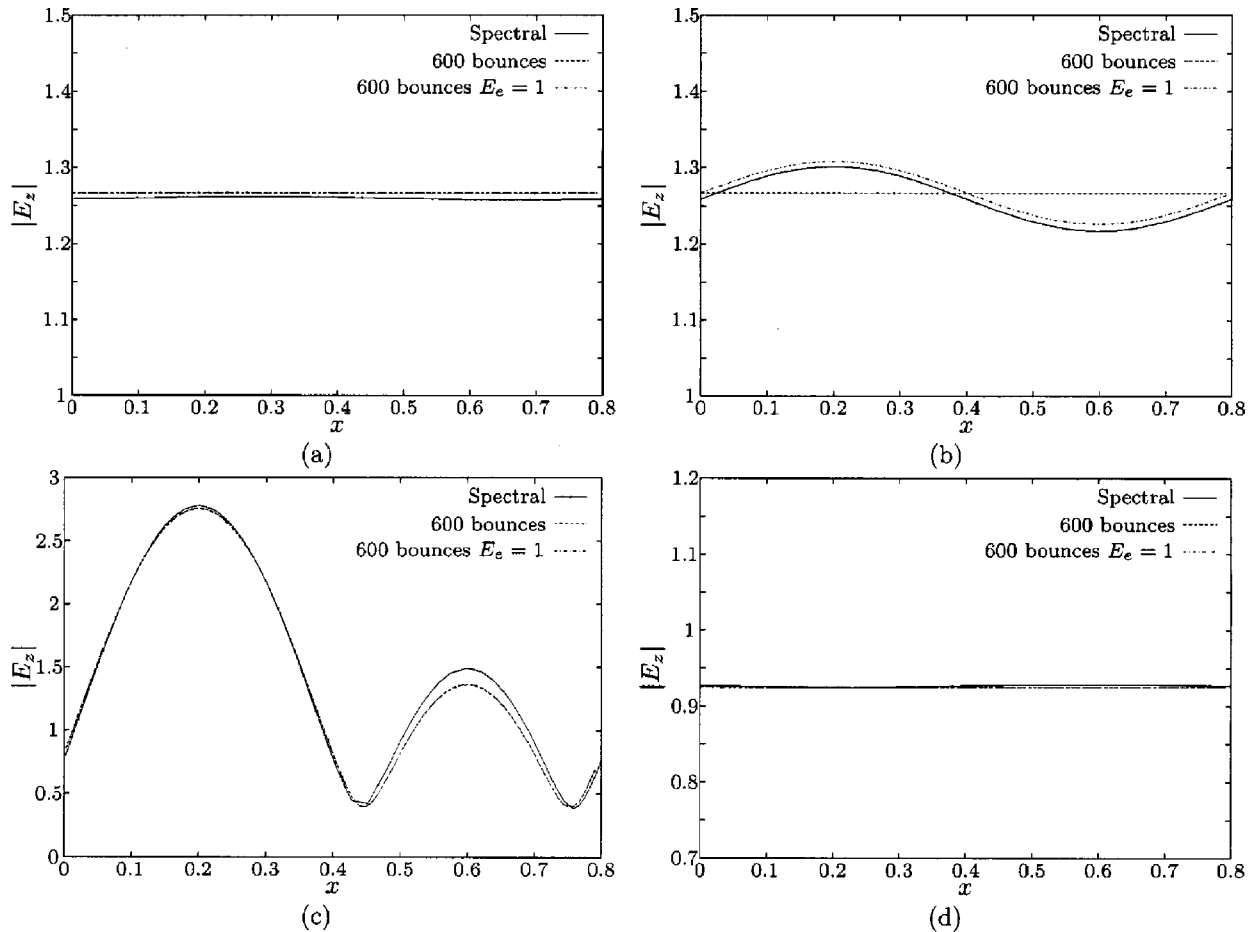 1.5
1.4
1.3
1.2
1.1
1
|E_z|
Spectral
600 bounces
600 bounces E_e = 1
0 0.1 0.2 0.3 0.4 0.5 0.6 0.7 0.8
x
(a)
1.5
1.4
1.3
1.2
1.1
1
|E_z|
Spectral
600 bounces
600 bounces E_e = 1
0 0.1 0.2 0.3 0.4 0.5 0.6 0.7 0.8
x
(b)
3
2.5
2
1.5
1
0.5
0
|E_z|
Spectral
600 bounces
600 bounces E_e = 1
0 0.1 0.2 0.3 0.4 0.5 0.6 0.7 0.8
x
(c)
1.2
1.1
1
0.9
0.8
0.7
|E_z|
Spectral
600 bounces
600 bounces E_e = 1
0 0.1 0.2 0.3 0.4 0.5 0.6 0.7 0.8
x
(d)